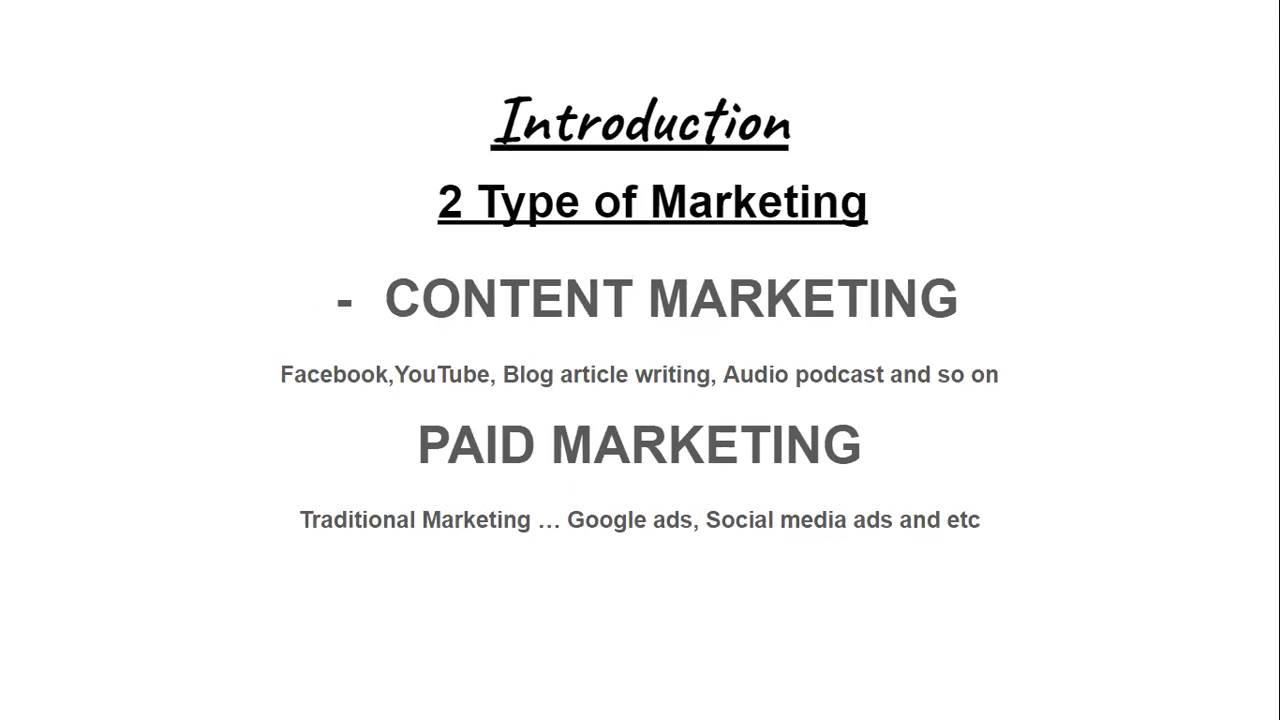 Introduction
2 Type of Marketing
- CONTENT MARKETING
Facebook,YouTube, Blog article writing, Audio podcast and so on
PAID MARKETING
Traditional Marketing … Google ads, Social media ads and etc